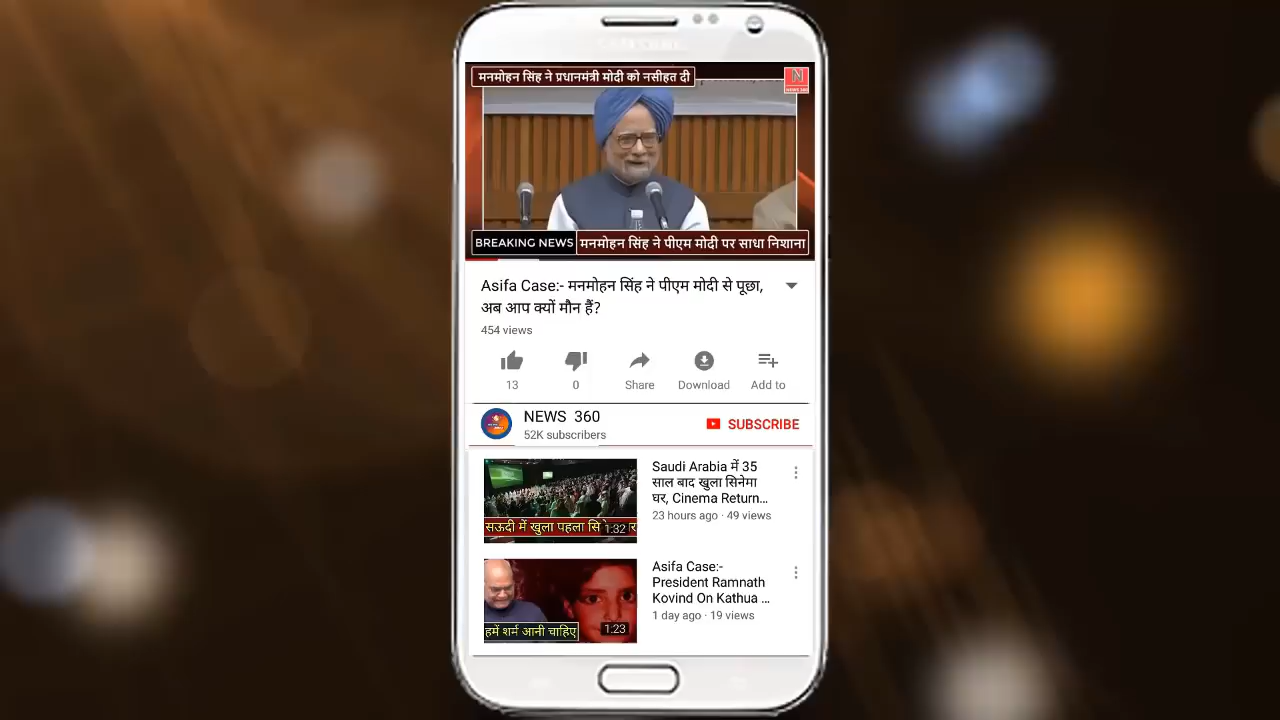 मनमोहन सिंह ने प्रधानमंत्री मोदी को नसीहत दी
N
NEWS 360
BREAKING NEWS मनमोहन सिंह ने पीएम मोदी पर साधा निशाना
Asifa Case:- मनमोहन सिंह ने पीएम मोदी से पूछा,
अब आप क्यों मौन हैं?
454 views
13 0 Share Download Add to
NEWS 360
52K subscribers
SUBSCRIBE
सऊदी में खुला पहला
1:32
Saudi Arabia में 35
साल बाद खुला सिनेमा
घर, Cinema Return...
23 hours ago · 49 views
हमें शर्म आनी चाहिए
1:23
Asifa Case:-
President Ramnath
Kovind On Kathua ...
1 day ago · 19 views